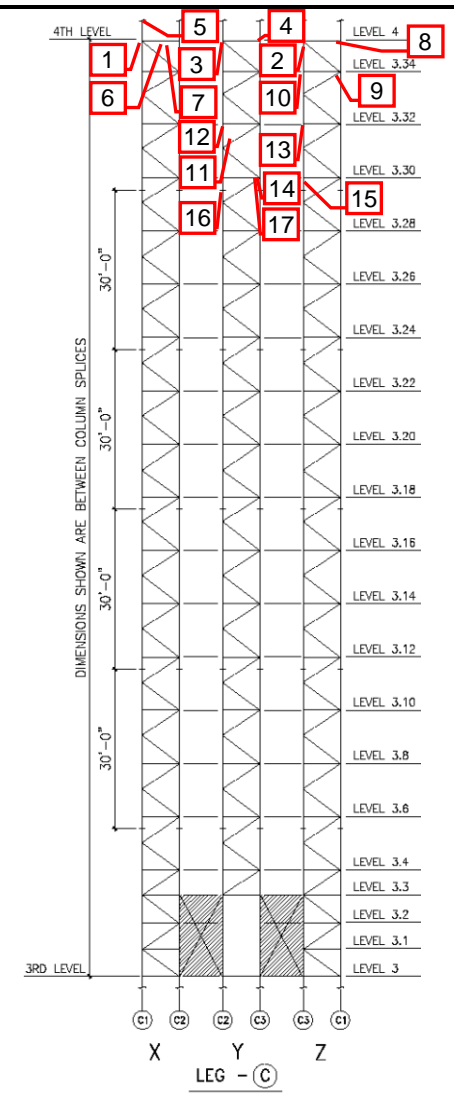 5
4
4TH LEVEL
LEVEL 4
8
1
3
2
LEVEL 3.34
6
7
10
9
LEVEL 3.32
12
13
11
LEVEL 3.30
14
15
16
17
LEVEL 3.28
30'-0"
LEVEL 3.26
LEVEL 3.24
DIMENSIONS SHOWN ARE BETWEEN COLUMN SPLICES
LEVEL 3.22
30'-0"
LEVEL 3.20
LEVEL 3.18
LEVEL 3.16
30'-0"
LEVEL 3.14
LEVEL 3.12
LEVEL 3.10
30'-0"
LEVEL 3.8
LEVEL 3.6
LEVEL 3.4
LEVEL 3.3
LEVEL 3.2
LEVEL 3.1
3RD LEVEL
LEVEL 3
C1 C2 C2 C3 C3 C1
X Y Z
LEG - C